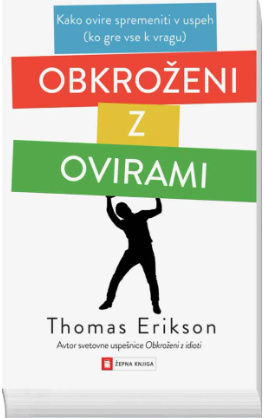 Kako ovire spremeniti v uspeh
(ko gre vse k vragu)
OBKROŽENI
Z
OVIRAMI
Thomas Erikson
Avtor svetovne uspešnice Obkroženi z idioti
ŽEPNA KNJIGA